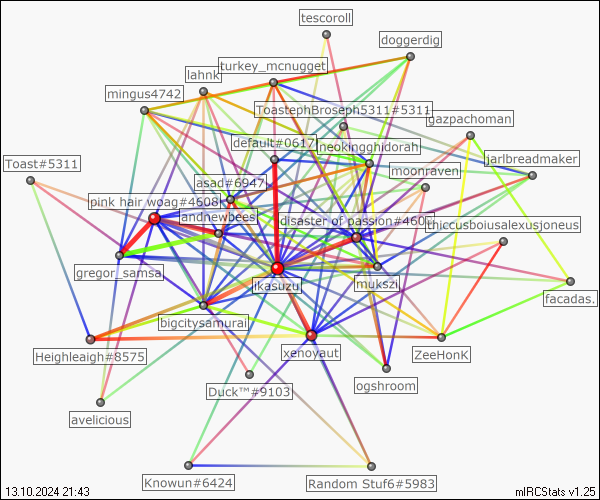 tescoroll
doggerdig
turkey_mcnugget
lahnk
mingus4742
ToastephBroseph5311#5311
gazpachoman
default#0617
neokingghidorah
Toast#5311
moonraven
jarlbreadmaker
asad#6947
pink hair woag#4608
andnewbees
disaster of passion#460
thiccusboiusalexusjoneus
gregor_samsa
jkasuzu
mukszi
facadas.
bigcitysamurai
Heighleaigh#8575
xenoyaut
ZeeHonK
Duck™#9103
ogshroom
avelicious
Knowun#6424
Random Stuf6#5983
13.10.2024 21:43
mIRCStats v1.25